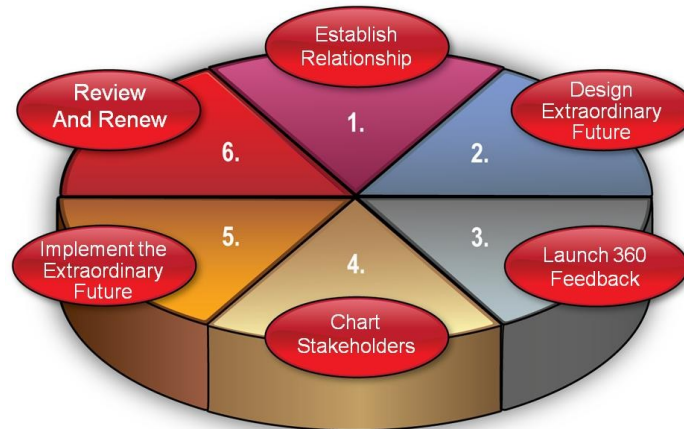 Establish
Relationship
1.
Design
Extraordinary
Future
2.
Launch 360
Feedback
3.
Chart
Stakeholders
4.
Implement the
Extraordinary
Future
5.
Review
And Renew
6.